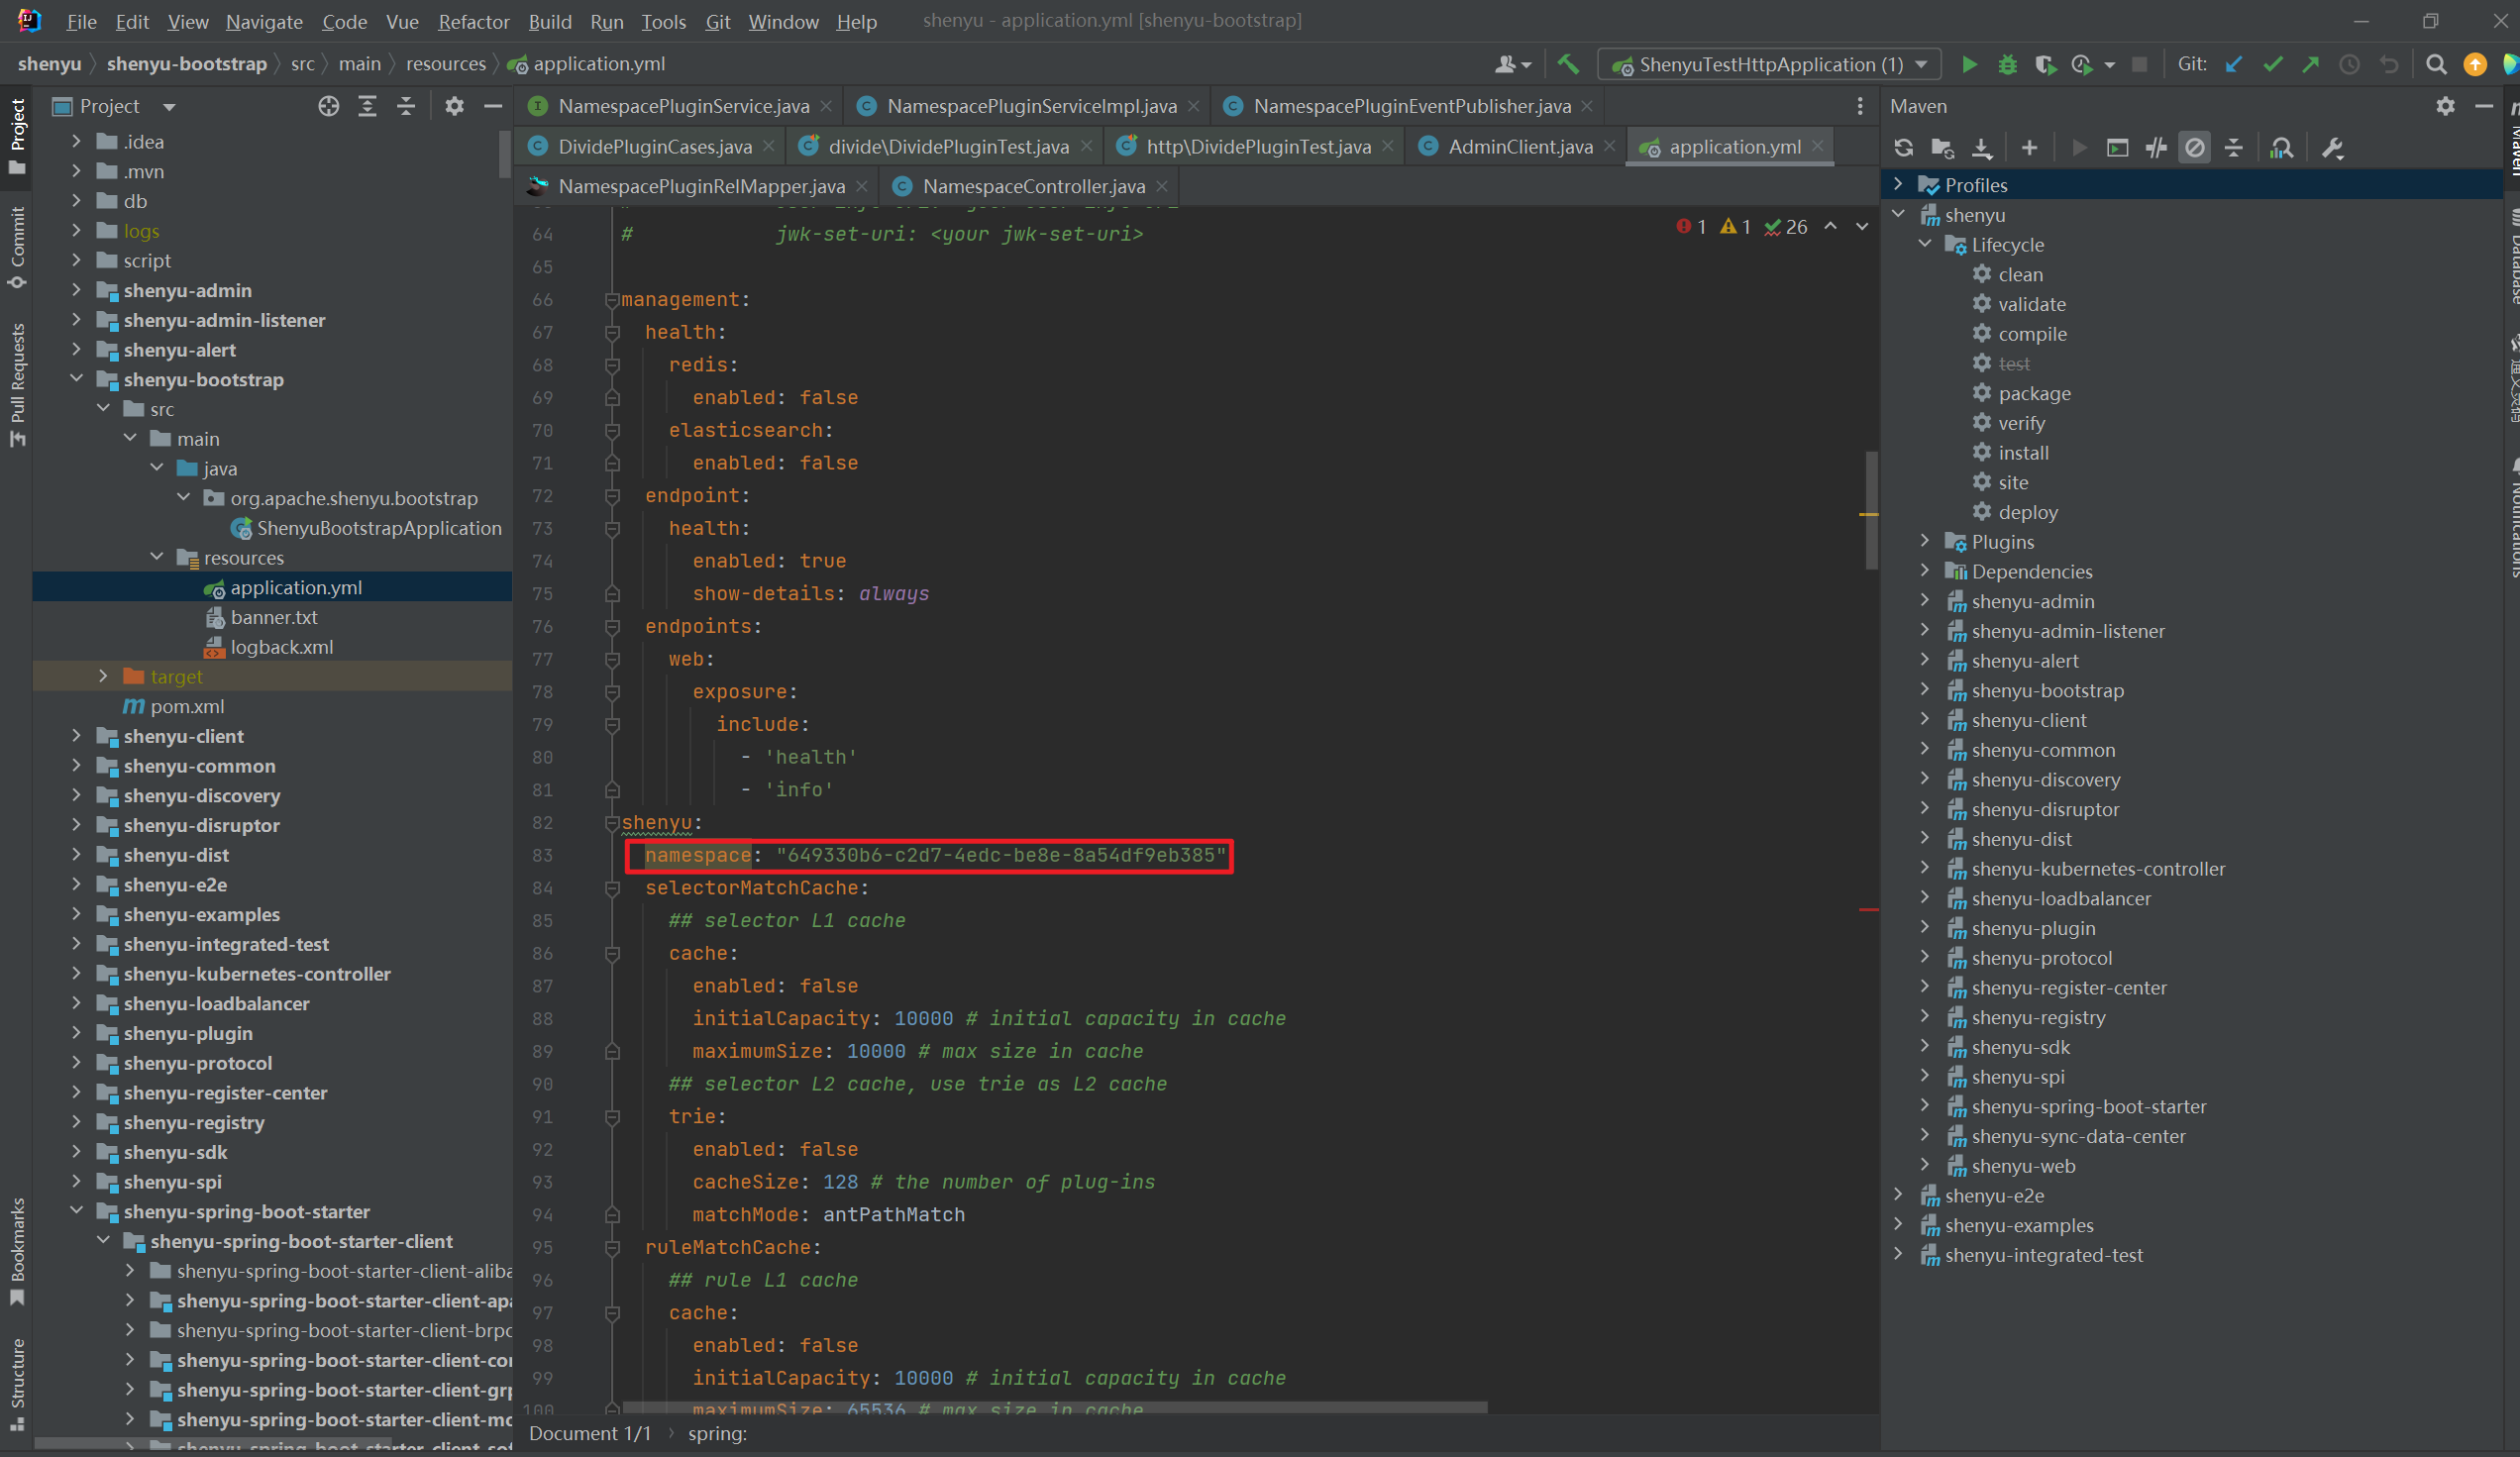 File Edit View Navigate Code Vue Refactor Build Run Tools Git Window Help
shenyu - application.yml [shenyu-bootstrap]
shenyu shenyu-bootstrap src main resources application.yml
ShenyuTestHttpApplication (1)
Git:
Project
Commit
Pull Requests
Bookmarks
Structure
Project
.idea
.mvn
db
logs
script
shenyu-admin
shenyu-admin-listener
shenyu-alert
shenyu-bootstrap
src
main
java
org.apache.shenyu.bootstrap
ShenyuBootstrapApplication
resources
application.yml
banner.txt
logback.xml
target
pom.xml
shenyu-client
shenyu-common
shenyu-discovery
shenyu-disruptor
shenyu-dist
shenyu-e2e
shenyu-examples
shenyu-integrated-test
shenyu-kubernetes-controller
shenyu-loadbalancer
shenyu-plugin
shenyu-protocol
shenyu-register-center
shenyu-registry
shenyu-sdk
shenyu-spi
shenyu-spring-boot-starter
shenyu-spring-boot-starter-client
shenyu-spring-boot-starter-client-aliba
shenyu-spring-boot-starter-client-apa
shenyu-spring-boot-starter-client-brpc
shenyu-spring-boot-starter-client-cor
shenyu-spring-boot-starter-client-grp
shenyu-spring-boot-starter-client-mo
NamespacePluginService.java NamespacePluginServiceImpl.java NamespacePluginEventPublisher.java
DividePluginCases.java divide\DividePluginTest.java http\DividePluginTest.java AdminClient.java application.yml
NamespacePluginRelMapper.java NamespaceController.java
1 1 26
64 # jwk-set-uri: <your jwk-set-uri>
65
66 management:
67 health:
68 redis:
69 enabled: false
70 elasticsearch:
71 enabled: false
72 endpoint:
73 health:
74 enabled: true
75 show-details: always
76 endpoints:
77 web:
78 exposure:
79 include:
80 - 'health'
81 - 'info'
82 shenyu:
83 namespace: "649330b6-c2d7-4edc-be8e-8a54df9eb385"
84 selectorMatchCache:
85 ## selector L1 cache
86 cache:
87 enabled: false
88 initialCapacity: 10000 # initial capacity in cache
89 maximumSize: 10000 # max size in cache
90 ## selector L2 cache, use trie as L2 cache
91 trie:
92 enabled: false
93 cacheSize: 128 # the number of plug-ins
94 matchMode: antPathMatch
95 ruleMatchCache:
96 ## rule L1 cache
97 cache:
98 enabled: false
99 initialCapacity: 10000 # initial capacity in cache
100 maximumSize: 65536 # max size in cache
Document 1/1 spring:
Maven
Profiles
shenyu
Lifecycle
clean
validate
compile
test
package
verify
install
site
deploy
Plugins
Dependencies
shenyu-admin
shenyu-admin-listener
shenyu-alert
shenyu-bootstrap
shenyu-client
shenyu-common
shenyu-discovery
shenyu-disruptor
shenyu-dist
shenyu-kubernetes-controller
shenyu-loadbalancer
shenyu-plugin
shenyu-protocol
shenyu-register-center
shenyu-registry
shenyu-sdk
shenyu-spi
shenyu-spring-boot-starter
shenyu-sync-data-center
shenyu-web
shenyu-e2e
shenyu-examples
shenyu-integrated-test
Maven
Database
Notifications